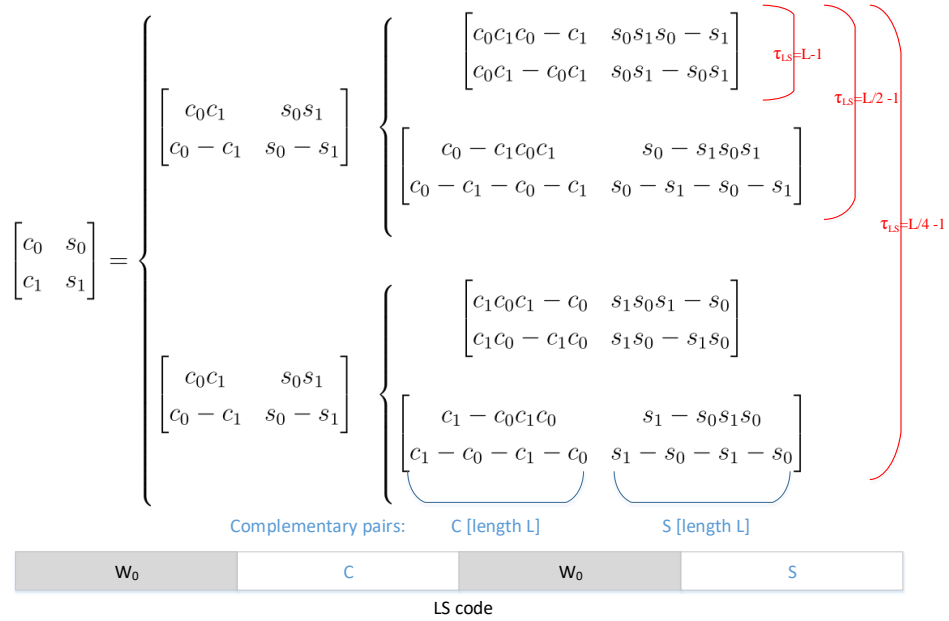 [c₀ s₀]
[c₁ s₁]
=
[c₀c₁ s₀s₁]
[c₀ − c₁ s₀ − s₁]
[c₀c₁c₀ − c₁ s₀s₁s₀ − s₁]
[c₀c₁ − c₀c₁ s₀s₁ − s₀s₁]
τLS=L-1
[c₀ − c₁c₀c₁ s₀ − s₁s₀s₁]
[c₀ − c₁ − c₀ − c₁ s₀ − s₁ − s₀ − s₁]
τLS=L/2 -1
[c₀c₁ s₀s₁]
[c₀ − c₁ s₀ − s₁]
[c₁c₀c₁ − c₀ s₁s₀s₁ − s₀]
[c₁c₀ − c₁c₀ s₁s₀ − s₁s₀]
[c₁ − c₀c₁c₀ s₁ − s₀s₁s₀]
[c₁ − c₀ − c₁ − c₀ s₁ − s₀ − s₁ − s₀]
τLS=L/4 -1
Complementary pairs: C [length L] S [length L]
W₀ C W₀ S
LS code